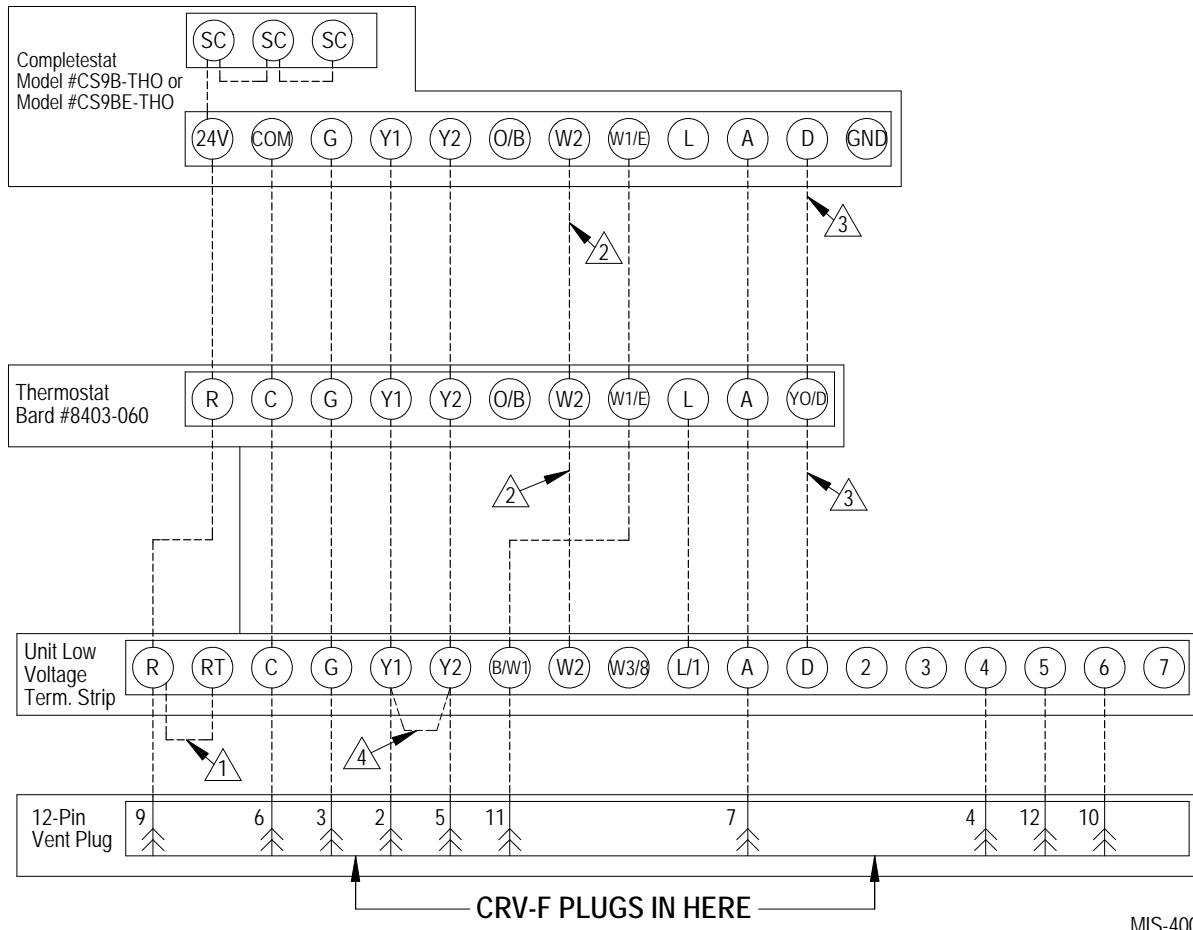 SC SC SC
Completestat
Model #CS9B-THO or
Model #CS9BE-THO
24V COM G Y1 Y2 O/B W2 W1/E L A D GND
3
2
Thermostat
Bard #8403-060
R C G Y1 Y2 O/B W2 W1/E L A YO/D
2 3
Unit Low
Voltage
Term. Strip
R RT C G Y1 Y2 B/W1 W2 W3/8 L/1 A D 2 3 4 5 6 7
1 4
12-Pin
Vent Plug
9 6 3 2 5 11 7 4 12 10
CRV-F PLUGS IN HERE